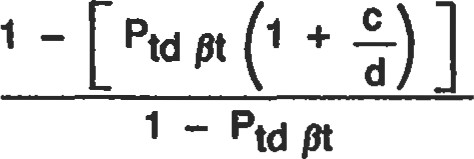 1 - [ P_td βt (1 + c/d) ]
1 - P_td βt